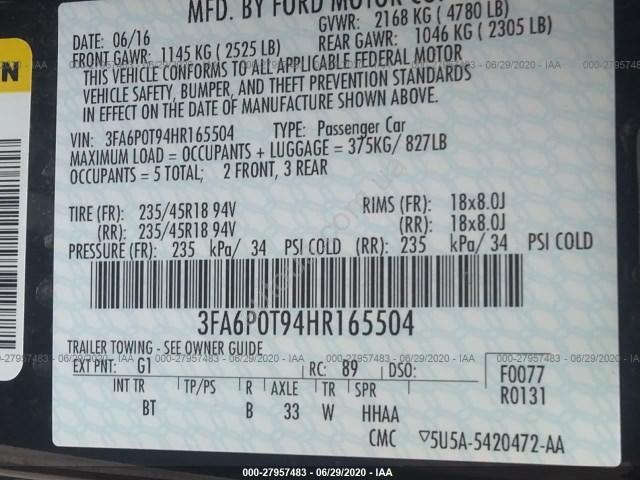 MFD. BY FORD MOTOR CO
DATE: 06/16 GVWR: 2168 KG ( 4780 LB)
FRONT GAWR: 1145 KG ( 2525 LB) REAR GAWR: 1046 KG ( 2305 LB)
THIS VEHICLE CONFORMS TO ALL APPLICABLE FEDERAL MOTOR
VEHICLE SAFETY, BUMPER, AND THEFT PREVENTION STANDARDS
IN EFFECT ON THE DATE OF MANUFACTURE SHOWN ABOVE.
VIN: 3FA6P0T94HR165504 TYPE: Passenger Car
MAXIMUM LOAD = OCCUPANTS + LUGGAGE = 375KG/ 827LB
OCCUPANTS = 5 TOTAL; 2 FRONT, 3 REAR
TIRE (FR): 235/45R18 94V RIMS (FR): 18x8.0J
(RR): 235/45R18 94V (RR): 18x8.0J
PRESSURE (FR): 235 kPa/ 34 PSI COLD (RR): 235 kPa/ 34 PSI COLD
3FA6P0T94HR165504
TRAILER TOWING - SEE OWNER GUIDE
EXT PNT: G1 RC: 89 DSO: F0077
R0131
INT TR TP/PS R AXLE TR SPR
BT B 33 W HHAA
CMC ▽5U5A-5420472-AA
000-27957483 - 06/29/2020 - IAA